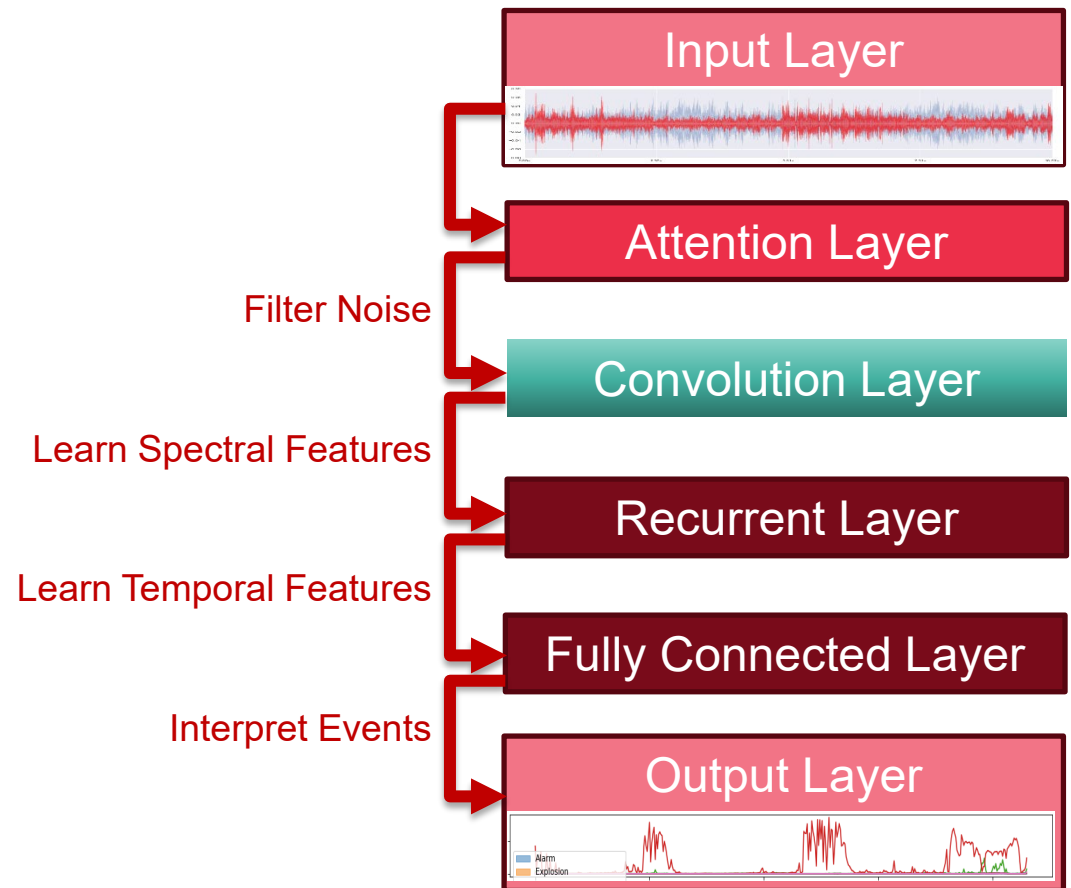 Input Layer
Attention Layer
Filter Noise
Convolution Layer
Learn Spectral Features
Recurrent Layer
Learn Temporal Features
Fully Connected Layer
Interpret Events
Output Layer
Alarm
Explosion